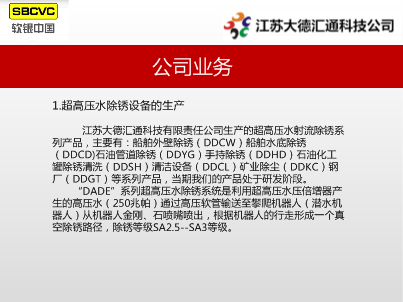 SBCVC
软银中国
江苏大德汇通科技公司
公司业务
1.超高压水除锈设备的生产
江苏大德汇通科技有限责任公司生产的超高压水射流除锈系
列产品，主要有：船舶外壁除锈（DDCW）船舶水底除锈
（DDCD)石油管道除锈（DDYG）手持除锈（DDHD）石油化工
罐除锈清洗（DDSH）清洁设备（DDCL）矿业除尘（DDKC）钢
厂（DDGT）等系列产品，当期我们的产品处于研发阶段。
“DADE”系列超高压水除锈系统是利用超高压水压倍增器产
生的高压水（250兆帕）通过高压软管输送至攀爬机器人（潜水机
器人）从机器人金刚、石喷嘴喷出，根据机器人的行走形成一个真
空除锈路径，除锈等级SA2.5--SA3等级。